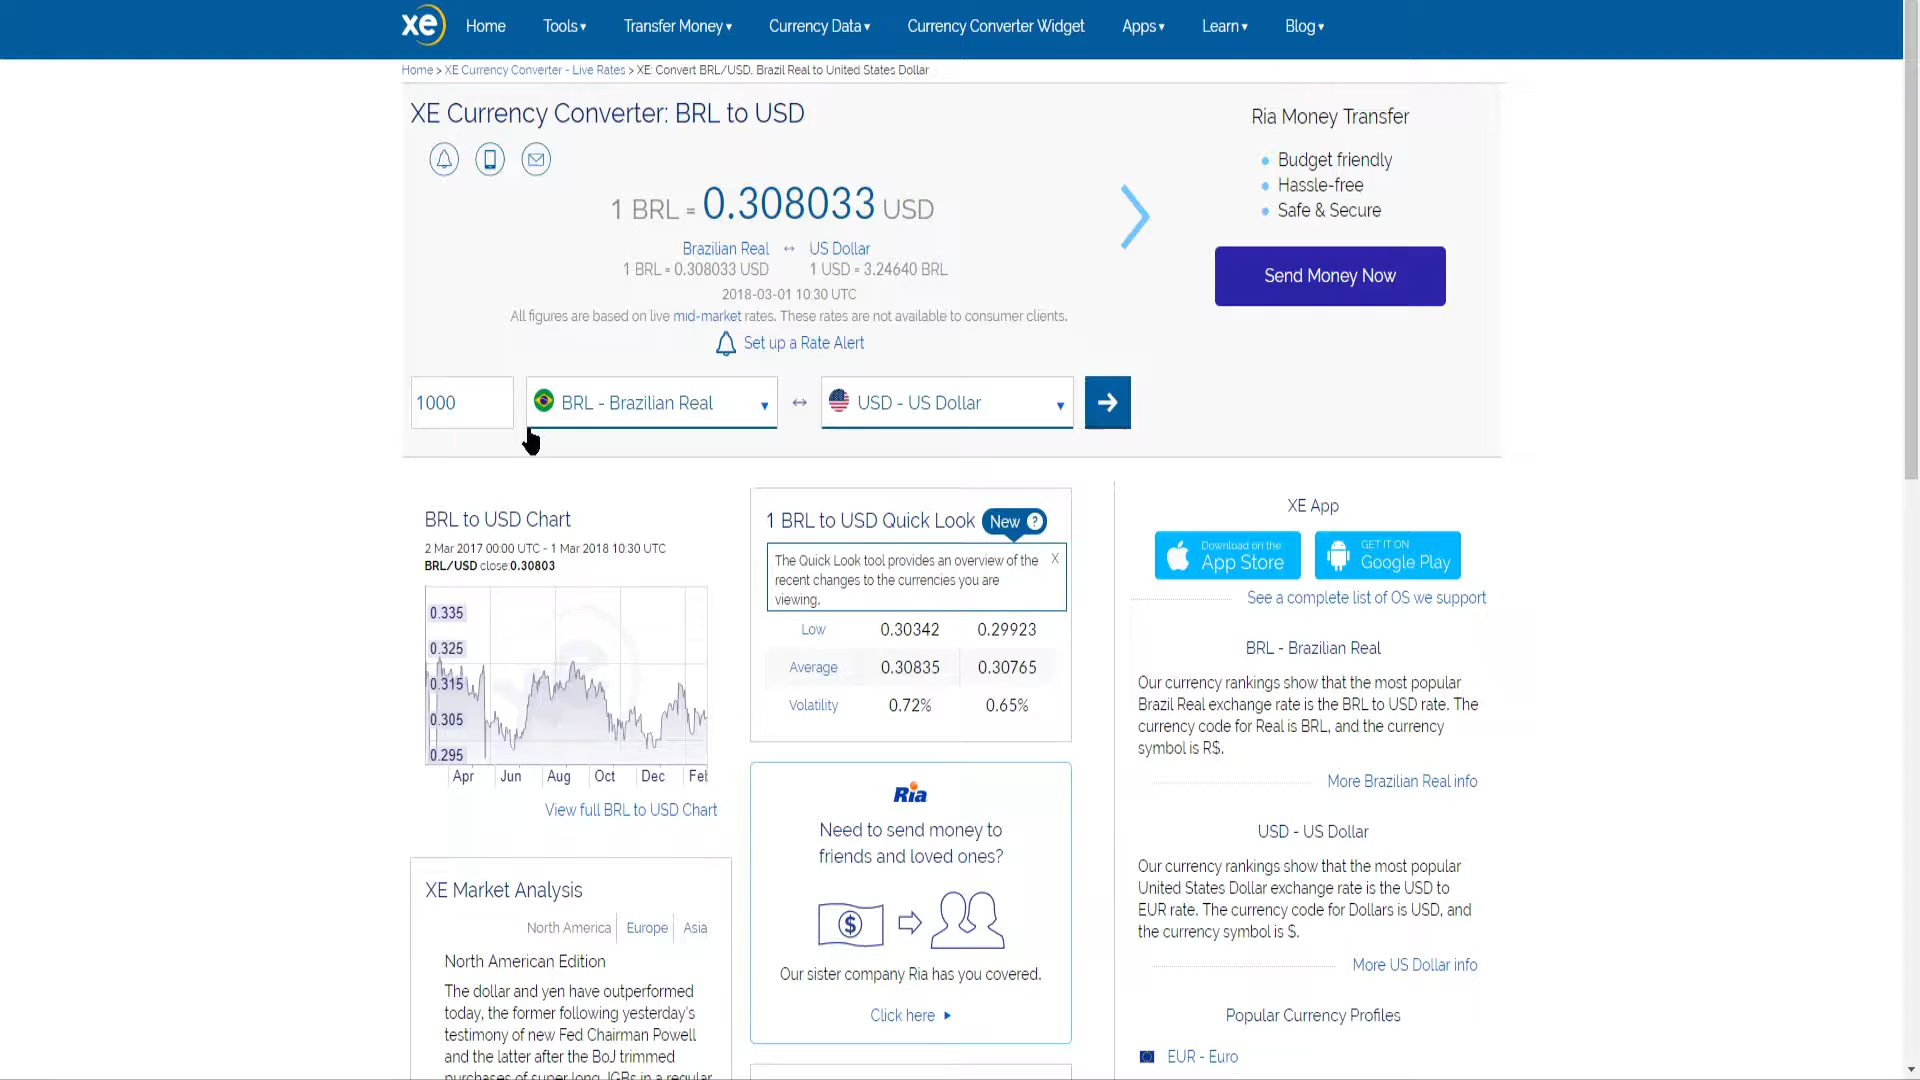 xe Home Tools▾ Transfer Money▾ Currency Data▾ Currency Converter Widget Apps▾ Learn▾ Blog▾
Home > XE Currency Converter - Live Rates > XE: Convert BRL/USD. Brazil Real to United States Dollar
XE Currency Converter: BRL to USD
1 BRL = 0.308033 USD
Brazilian Real ↔ US Dollar
1 BRL = 0.308033 USD 1 USD = 3.24640 BRL
2018-03-01 10:30 UTC
All figures are based on live mid-market rates. These rates are not available to consumer clients.
Set up a Rate Alert
1000 BRL - Brazilian Real ▾ ↔ USD - US Dollar ▾
Ria Money Transfer
Budget friendly
Hassle-free
Safe & Secure
Send Money Now
BRL to USD Chart
2 Mar 2017 00:00 UTC - 1 Mar 2018 10:30 UTC
BRL/USD close 0.30803
xe
0.335
0.325
0.315
0.305
0.295
Apr Jun Aug Oct Dec Feb
View full BRL to USD Chart
XE Market Analysis
North America Europe Asia
North American Edition
The dollar and yen have outperformed
today, the former following yesterday's
testimony of new Fed Chairman Powell
and the latter after the BoJ trimmed
purchases of super long JGBs in a regular
1 BRL to USD Quick Look New ?
The Quick Look tool provides an overview of the
recent changes to the currencies you are
viewing.
X
Low 0.30342 0.29923
Average 0.30835 0.30765
Volatility 0.72% 0.65%
Ria
Need to send money to
friends and loved ones?
$
Our sister company Ria has you covered.
Click here
XE App
Download on the
App Store
GET IT ON
Google Play
See a complete list of OS we support
BRL - Brazilian Real
Our currency rankings show that the most popular
Brazil Real exchange rate is the BRL to USD rate. The
currency code for Real is BRL, and the currency
symbol is R$.
More Brazilian Real info
USD - US Dollar
Our currency rankings show that the most popular
United States Dollar exchange rate is the USD to
EUR rate. The currency code for Dollars is USD, and
the currency symbol is $.
More US Dollar info
Popular Currency Profiles
EUR - Euro